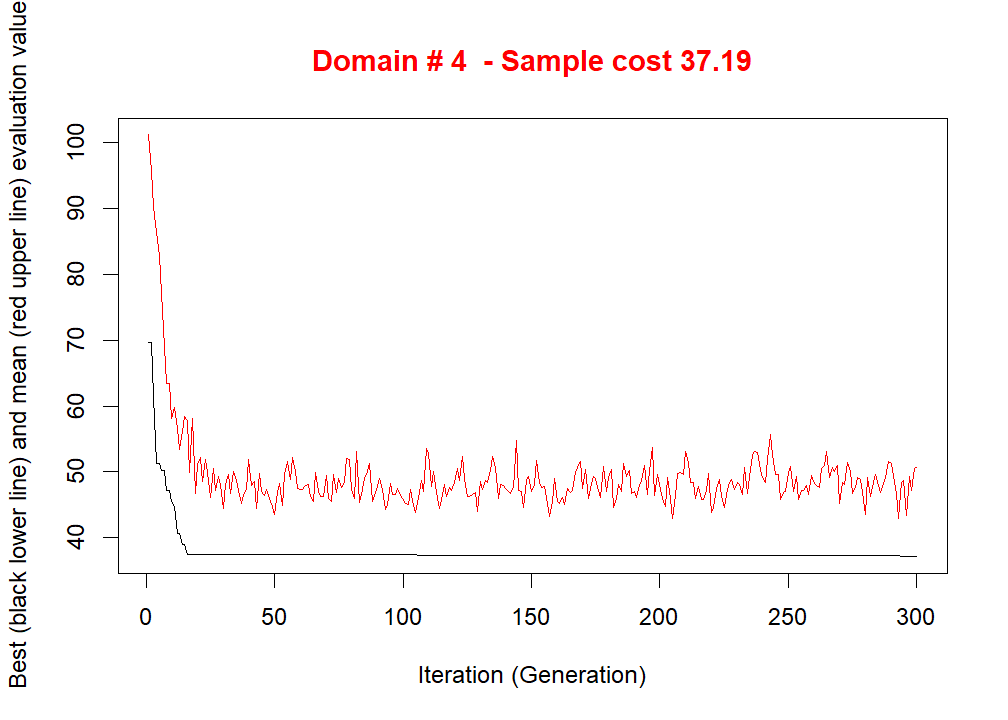 Domain # 4  - Sample cost 37.19
Best (black lower line) and mean (red upper line) evaluation value
100
90
80
70
60
50
40
0 50 100 150 200 250 300
Iteration (Generation)